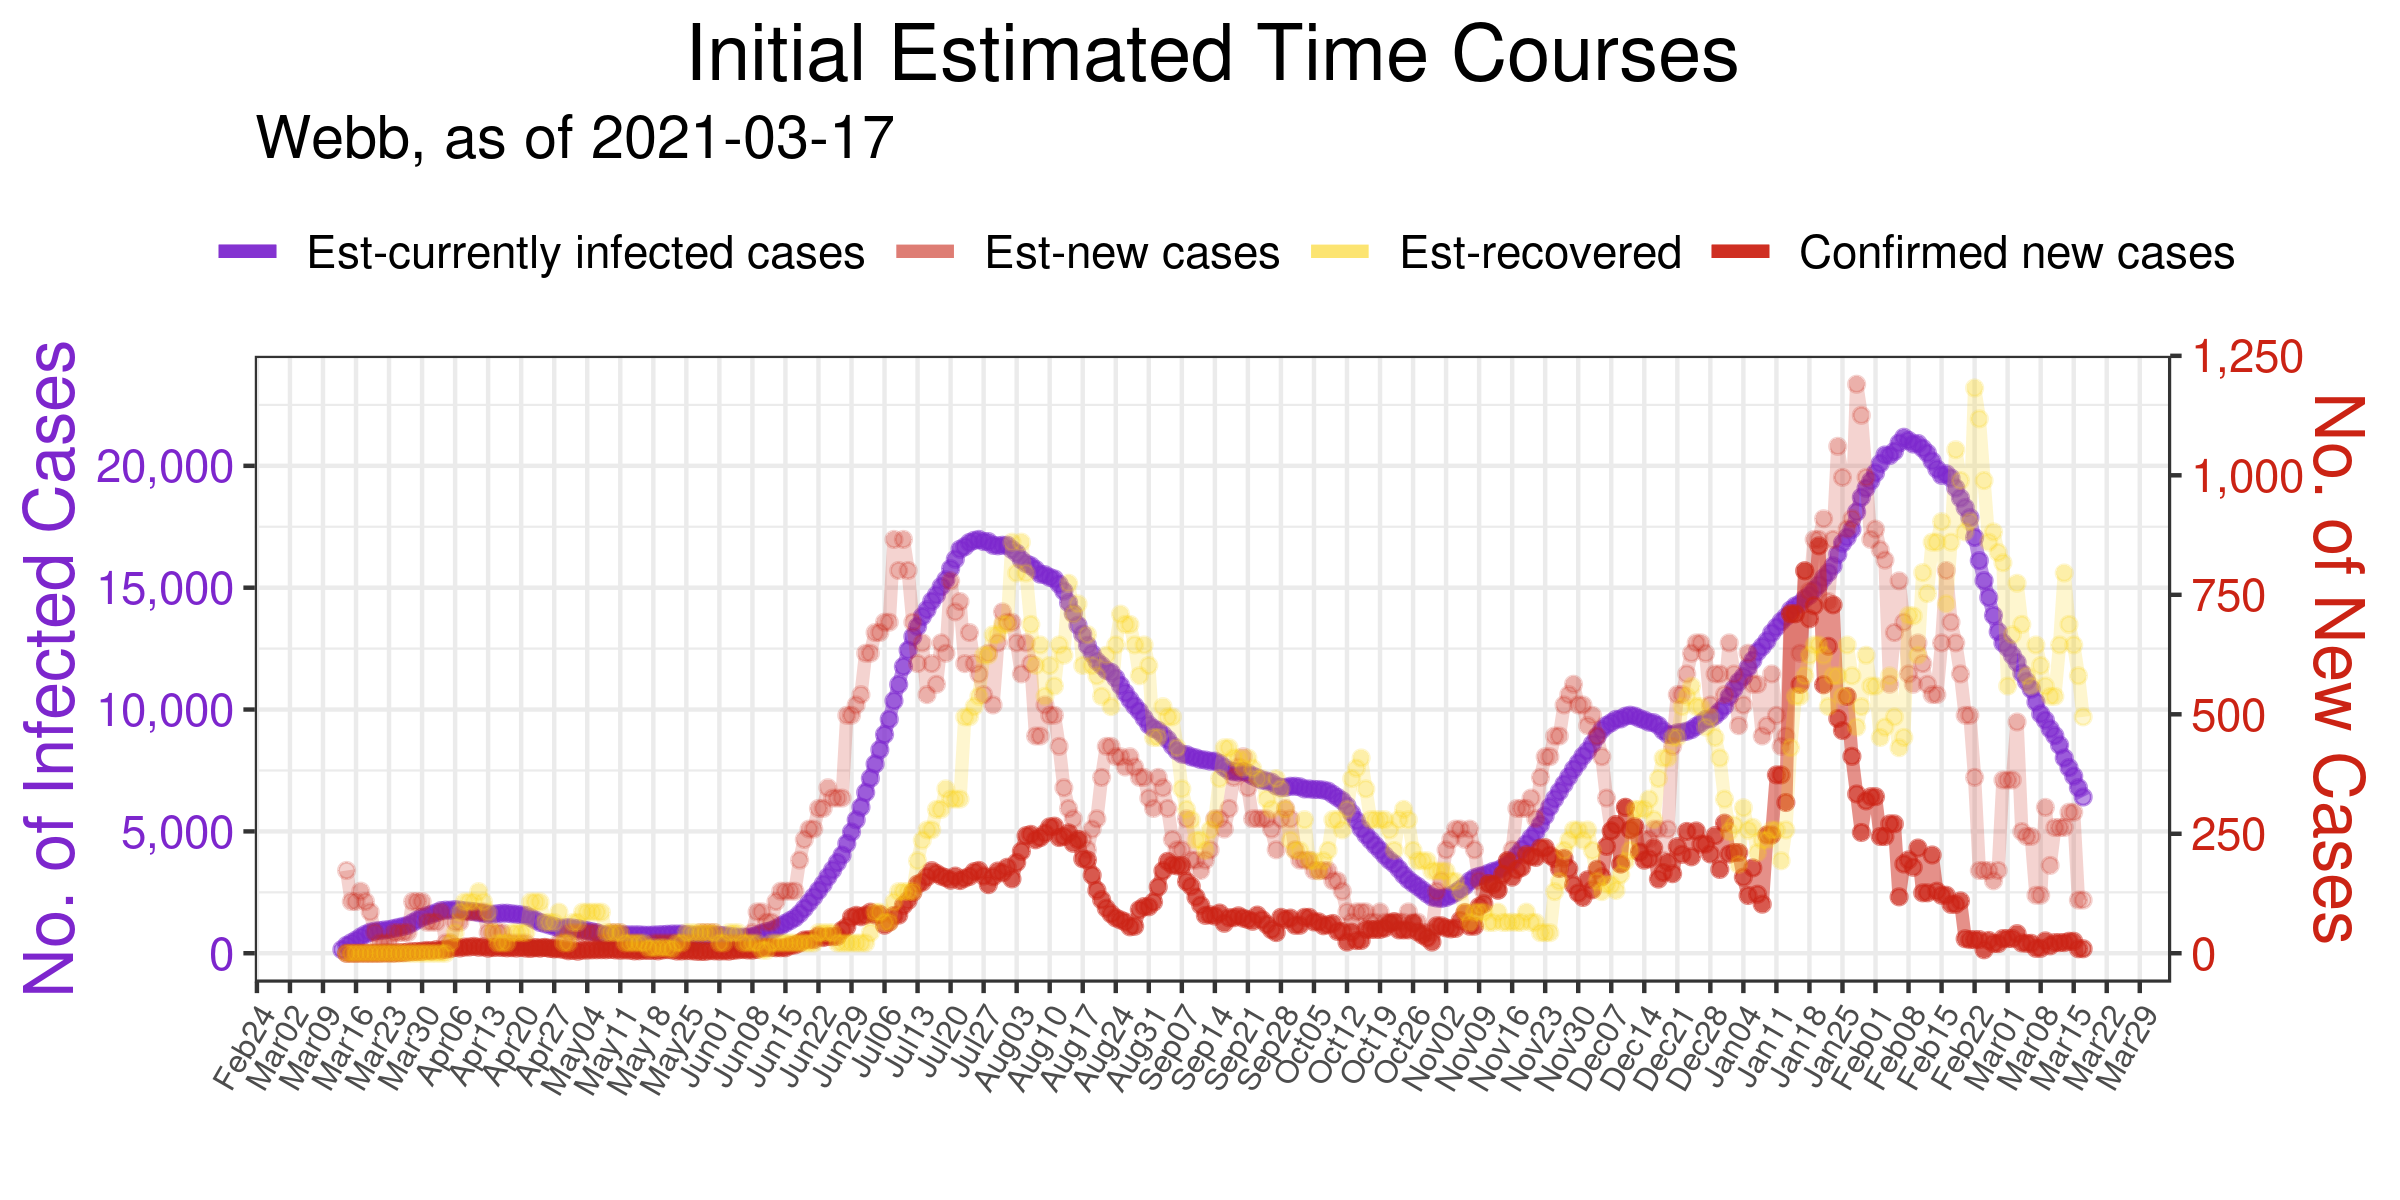 Initial Estimated Time Courses
Webb, as of 2021-03-17
Est-currently infected cases Est-new cases Est-recovered Confirmed new cases
No. of Infected Cases
20,000
15,000
10,000
5,000
0
1,250
1,000
750
500
250
0
No. of New Cases
Feb24 Mar02 Mar09 Mar16 Mar23 Mar30 Apr06 Apr13 Apr20 Apr27 May04 May11 May18 May25 Jun01 Jun08 Jun15 Jun22 Jun29 Jul06 Jul13 Jul20 Jul27 Aug03 Aug10 Aug17 Aug24 Aug31 Sep07 Sep14 Sep21 Sep28 Oct05 Oct12 Oct19 Oct26 Nov02 Nov09 Nov16 Nov23 Nov30 Dec07 Dec14 Dec21 Dec28 Jan04 Jan11 Jan18 Jan25 Feb01 Feb08 Feb15 Feb22 Mar01 Mar08 Mar15 Mar22 Mar29